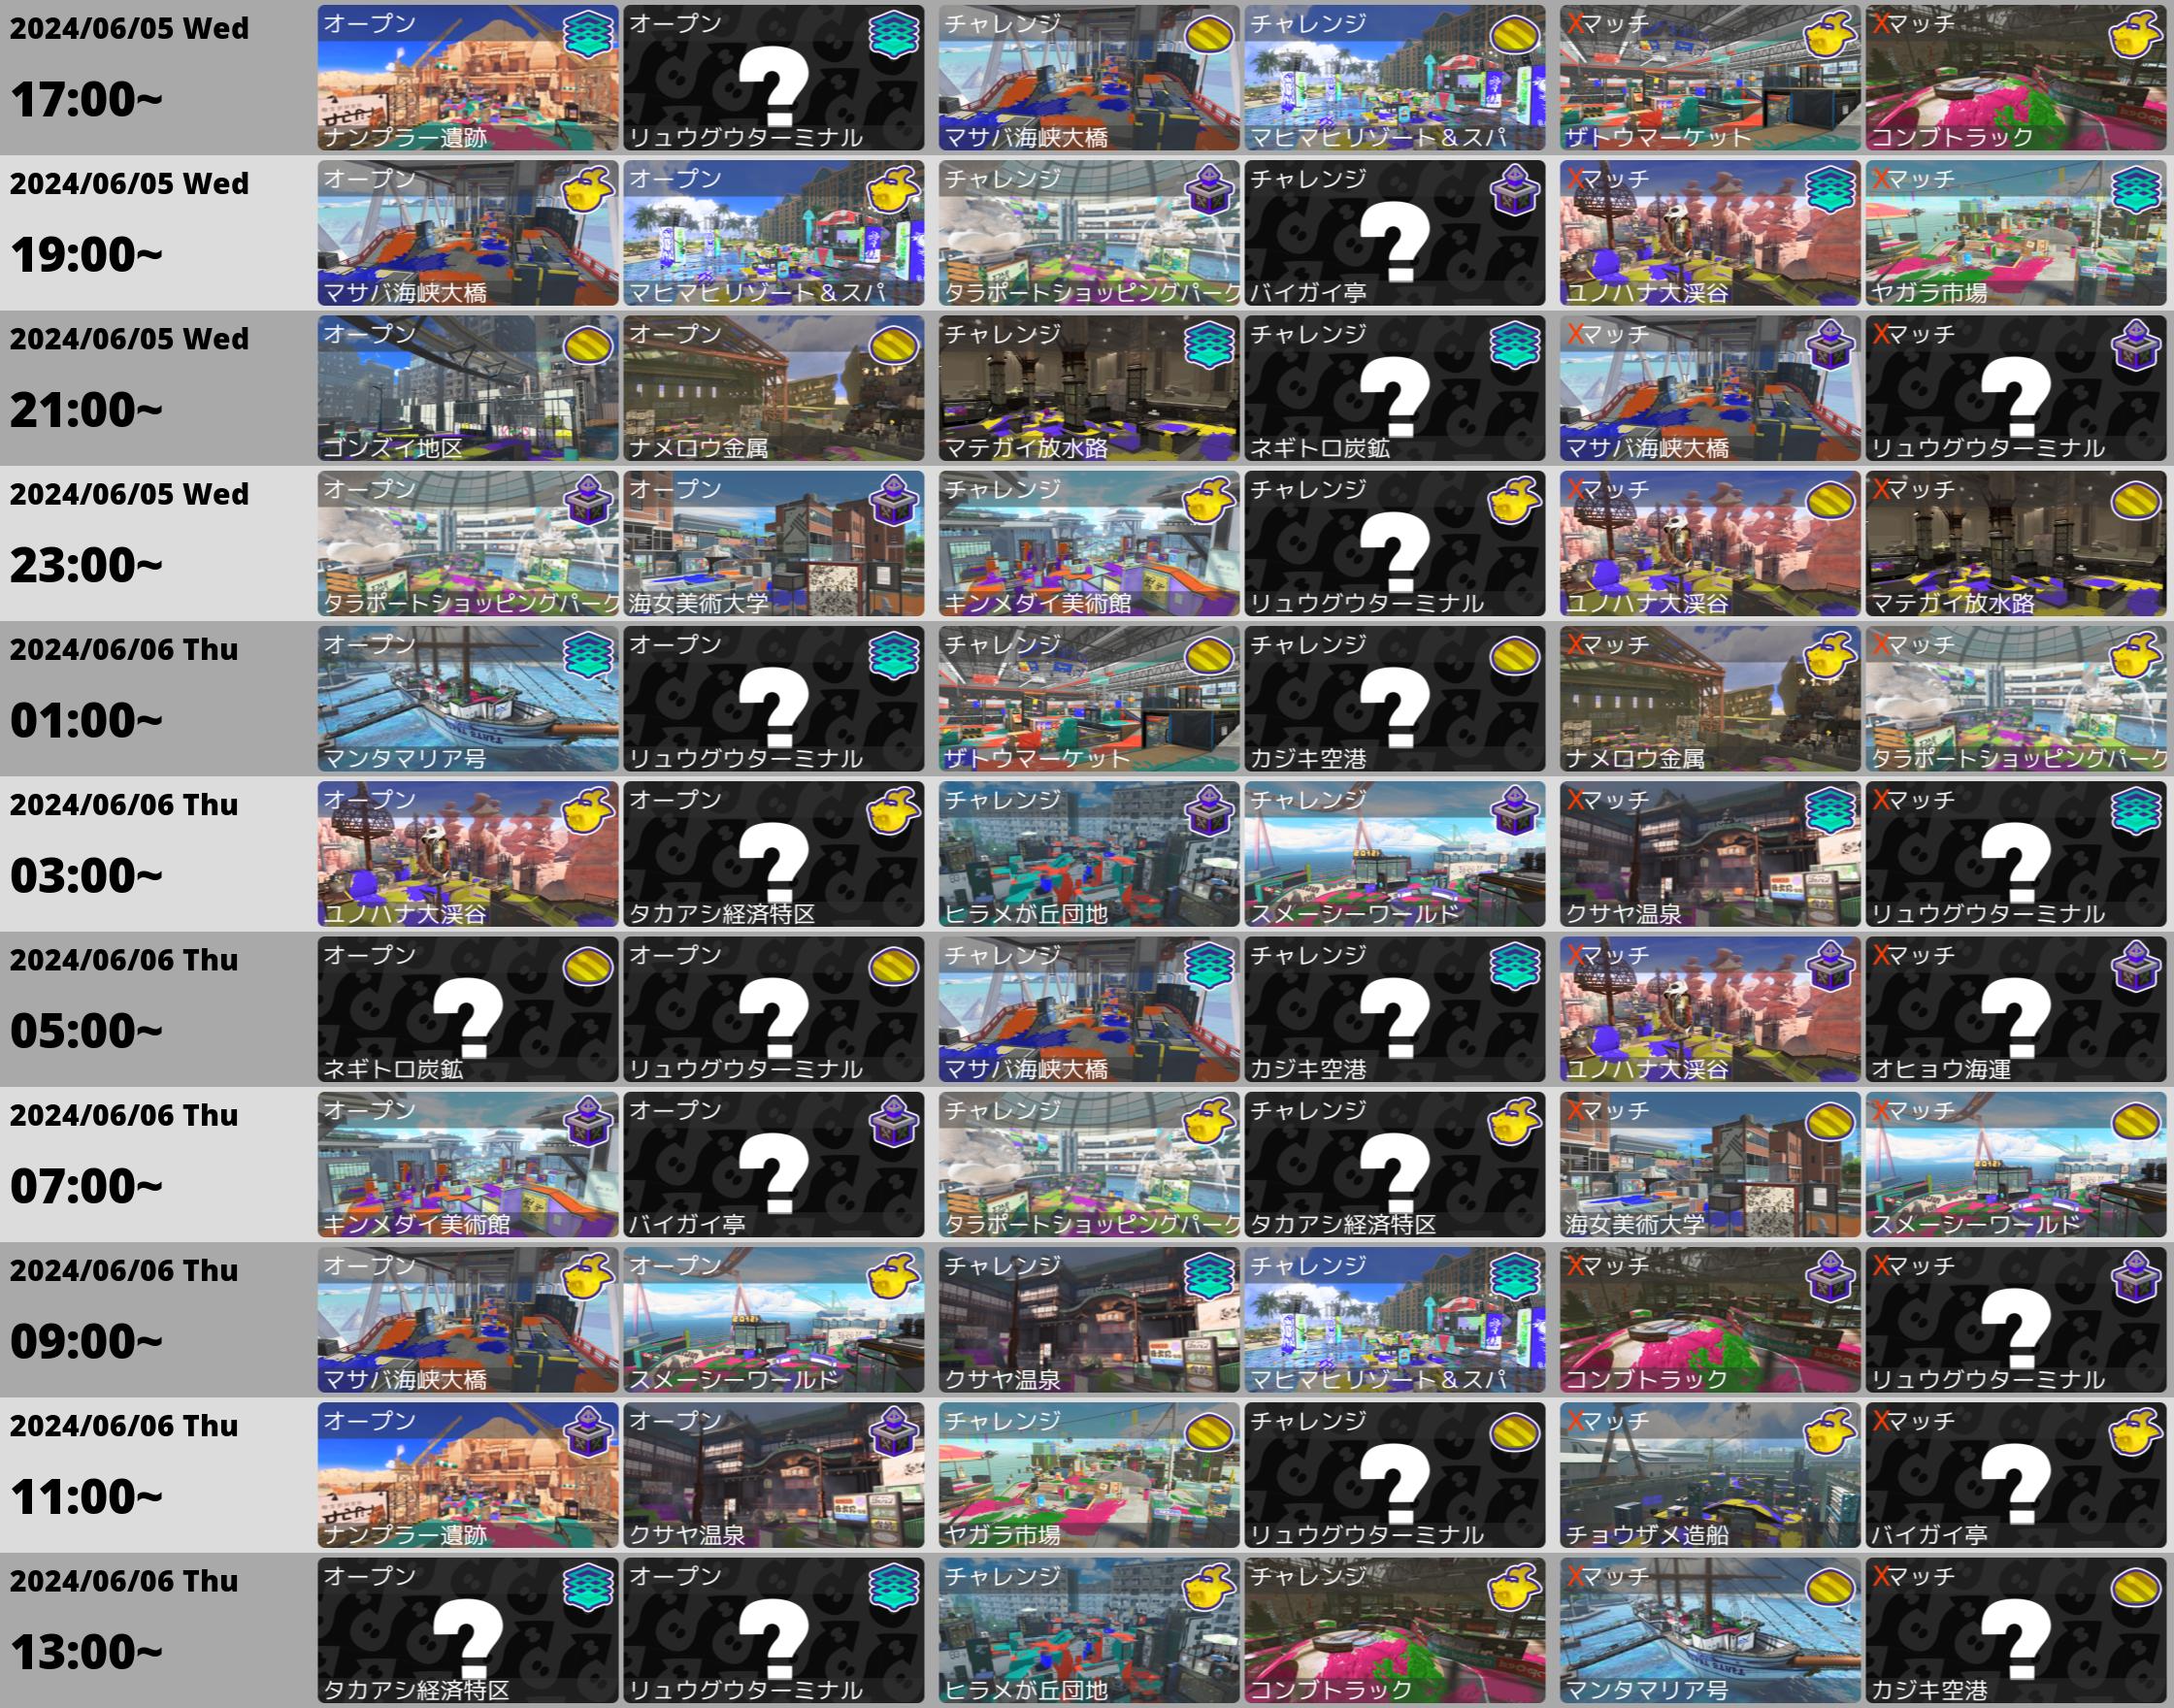 2024/06/05 Wed
17:00~
オープン
ナンプラー遺跡
オープン
リュウグウターミナル
チャレンジ
マサバ海峡大橋
チャレンジ
マヒマヒリゾート＆スパ
Xマッチ
ザトウマーケット
Xマッチ
コンブトラック
2024/06/05 Wed
19:00~
オープン
マサバ海峡大橋
オープン
マヒマヒリゾート＆スパ
チャレンジ
タラポートショッピングパーク
チャレンジ
バイガイ亭
Xマッチ
ユノハナ大渓谷
Xマッチ
ヤガラ市場
2024/06/05 Wed
21:00~
オープン
ゴンズイ地区
オープン
ナメロウ金属
チャレンジ
マテガイ放水路
チャレンジ
ネギトロ炭鉱
Xマッチ
マサバ海峡大橋
Xマッチ
リュウグウターミナル
2024/06/05 Wed
23:00~
オープン
タラポートショッピングパーク
オープン
海女美術大学
チャレンジ
キンメダイ美術館
チャレンジ
リュウグウターミナル
Xマッチ
ユノハナ大渓谷
Xマッチ
マテガイ放水路
2024/06/06 Thu
01:00~
オープン
マンタマリア号
オープン
リュウグウターミナル
チャレンジ
ザトウマーケット
チャレンジ
カジキ空港
Xマッチ
ナメロウ金属
Xマッチ
タラポートショッピングパーク
2024/06/06 Thu
03:00~
オープン
ユノハナ大渓谷
オープン
タカアシ経済特区
チャレンジ
ヒラメが丘団地
チャレンジ
スメーシーワールド
Xマッチ
クサヤ温泉
Xマッチ
リュウグウターミナル
2024/06/06 Thu
05:00~
オープン
ネギトロ炭鉱
オープン
リュウグウターミナル
チャレンジ
マサバ海峡大橋
チャレンジ
カジキ空港
Xマッチ
ユノハナ大渓谷
Xマッチ
オヒョウ海運
2024/06/06 Thu
07:00~
オープン
キンメダイ美術館
オープン
バイガイ亭
チャレンジ
タラポートショッピングパーク
チャレンジ
タカアシ経済特区
Xマッチ
海女美術大学
Xマッチ
スメーシーワールド
2024/06/06 Thu
09:00~
オープン
マサバ海峡大橋
オープン
スメーシーワールド
チャレンジ
クサヤ温泉
チャレンジ
マヒマヒリゾート＆スパ
Xマッチ
コンブトラック
Xマッチ
リュウグウターミナル
2024/06/06 Thu
11:00~
オープン
ナンプラー遺跡
オープン
クサヤ温泉
チャレンジ
ヤガラ市場
チャレンジ
リュウグウターミナル
Xマッチ
チョウザメ造船
Xマッチ
バイガイ亭
2024/06/06 Thu
13:00~
オープン
タカアシ経済特区
オープン
リュウグウターミナル
チャレンジ
ヒラメが丘団地
チャレンジ
コンブトラック
Xマッチ
マンタマリア号
Xマッチ
カジキ空港